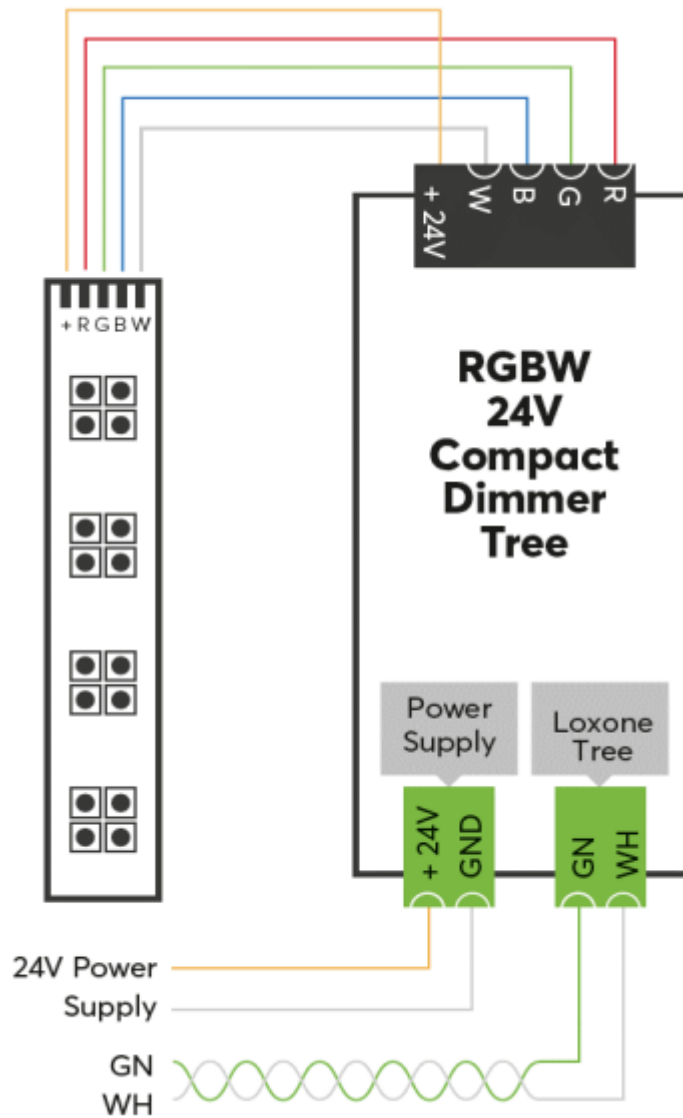 + 24V
W
B
G
R
+ R G B W
RGBW
24V
Compact
Dimmer
Tree
Power
Supply
Loxone
Tree
+ 24V
GND
GN
WH
24V Power
Supply
GN
WH